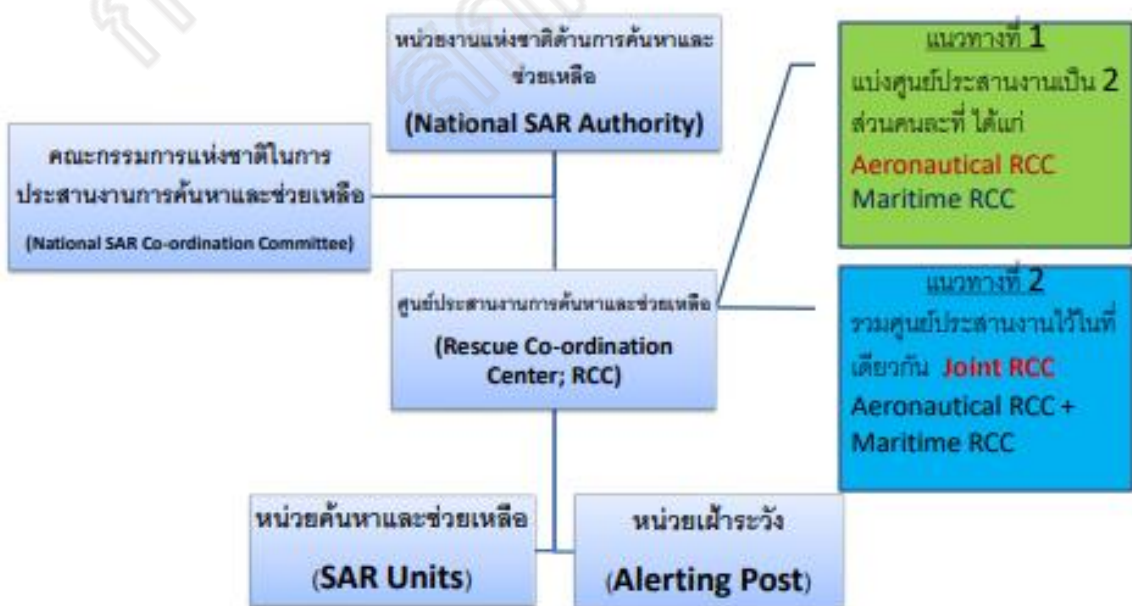 หน่วยงานแห่งชาติด้านการค้นหาและ
ช่วยเหลือ
(National SAR Authority)
คณะกรรมการแห่งชาติในการ
ประสานงานการค้นหาและช่วยเหลือ
(National SAR Co-ordination Committee)
ศูนย์ประสานงานการค้นหาและช่วยเหลือ
(Rescue Co-ordination
Center; RCC)
หน่วยค้นหาและช่วยเหลือ
(SAR Units)
หน่วยเฝ้าระวัง
(Alerting Post)
แนวทางที่ 1
แบ่งศูนย์ประสานงานเป็น 2
ส่วนคนละที่ ได้แก่
Aeronautical RCC
Maritime RCC
แนวทางที่ 2
รวมศูนย์ประสานงานไว้ในที่
เดียวกัน Joint RCC
Aeronautical RCC +
Maritime RCC